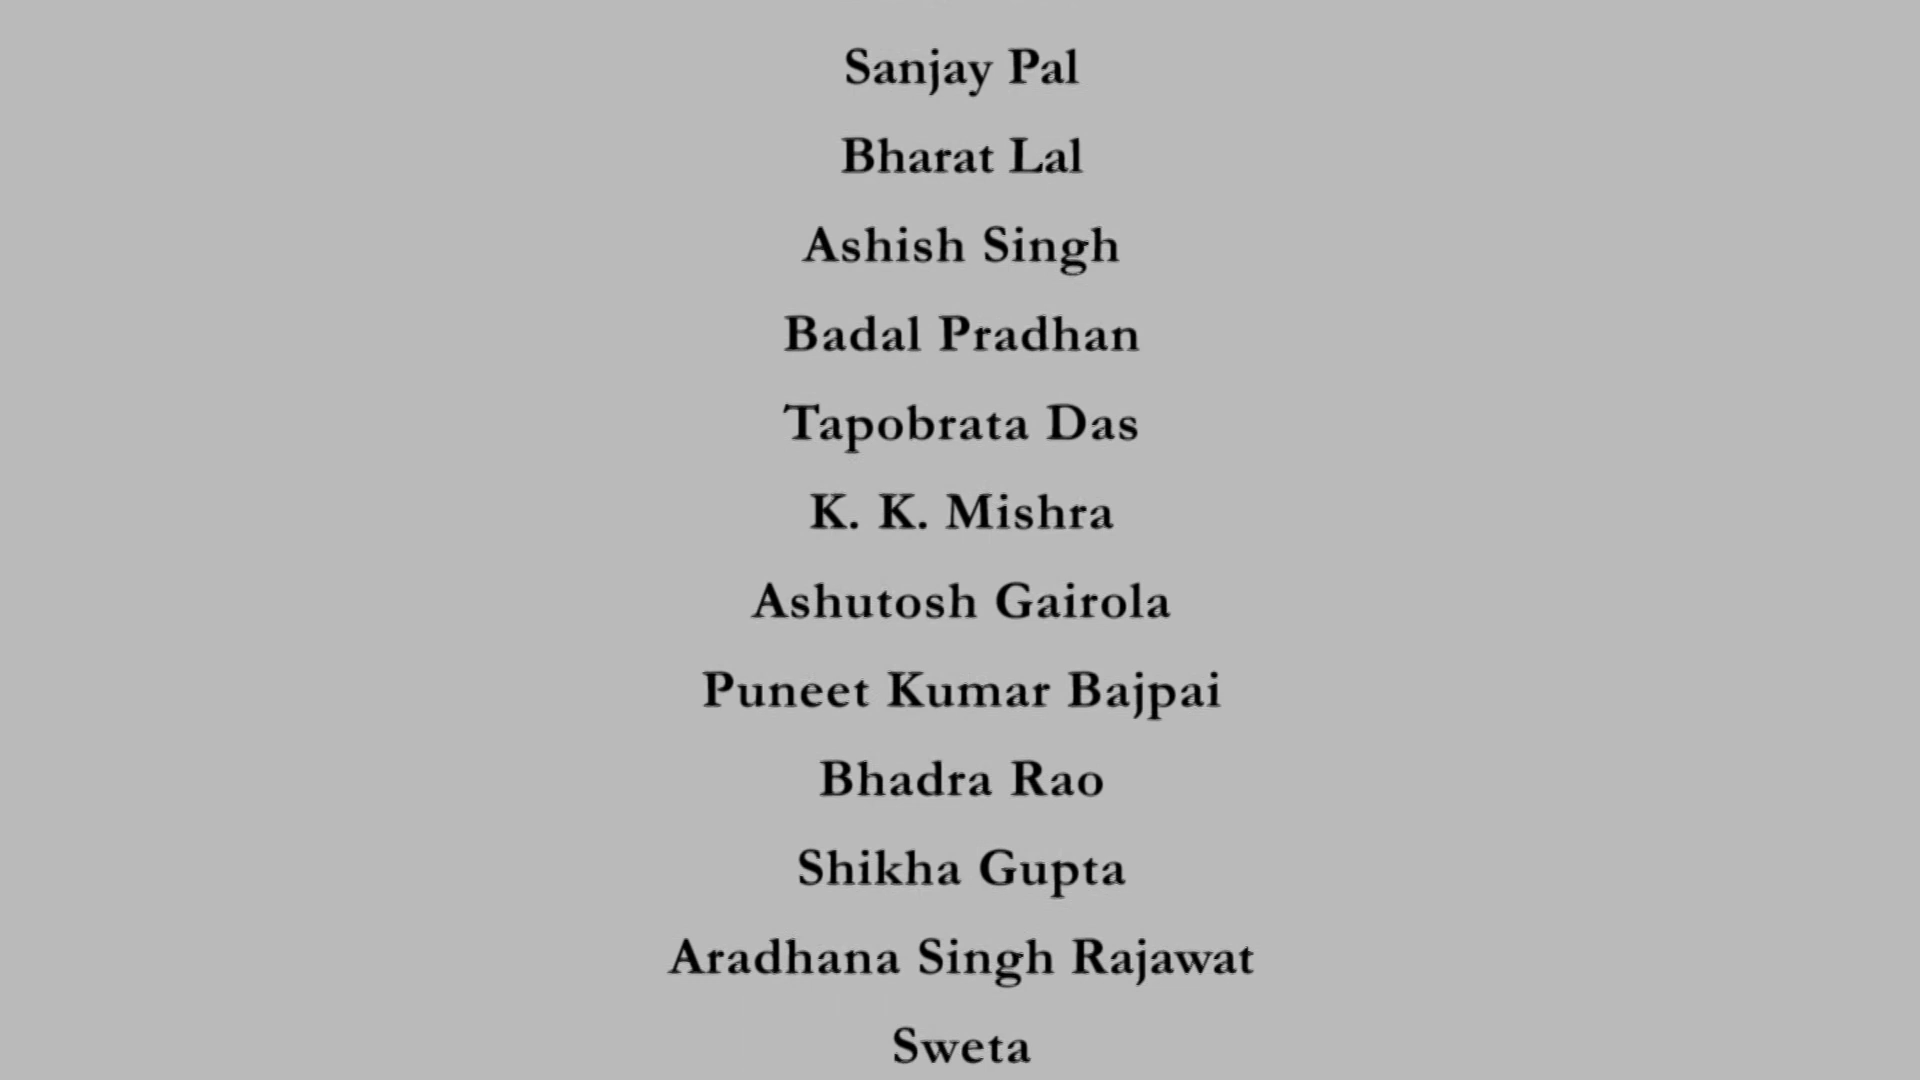 Sanjay Pal
Bharat Lal
Ashish Singh
Badal Pradhan
Tapobrata Das
K. K. Mishra
Ashutosh Gairola
Puneet Kumar Bajpai
Bhadra Rao
Shikha Gupta
Aradhana Singh Rajawat
Sweta